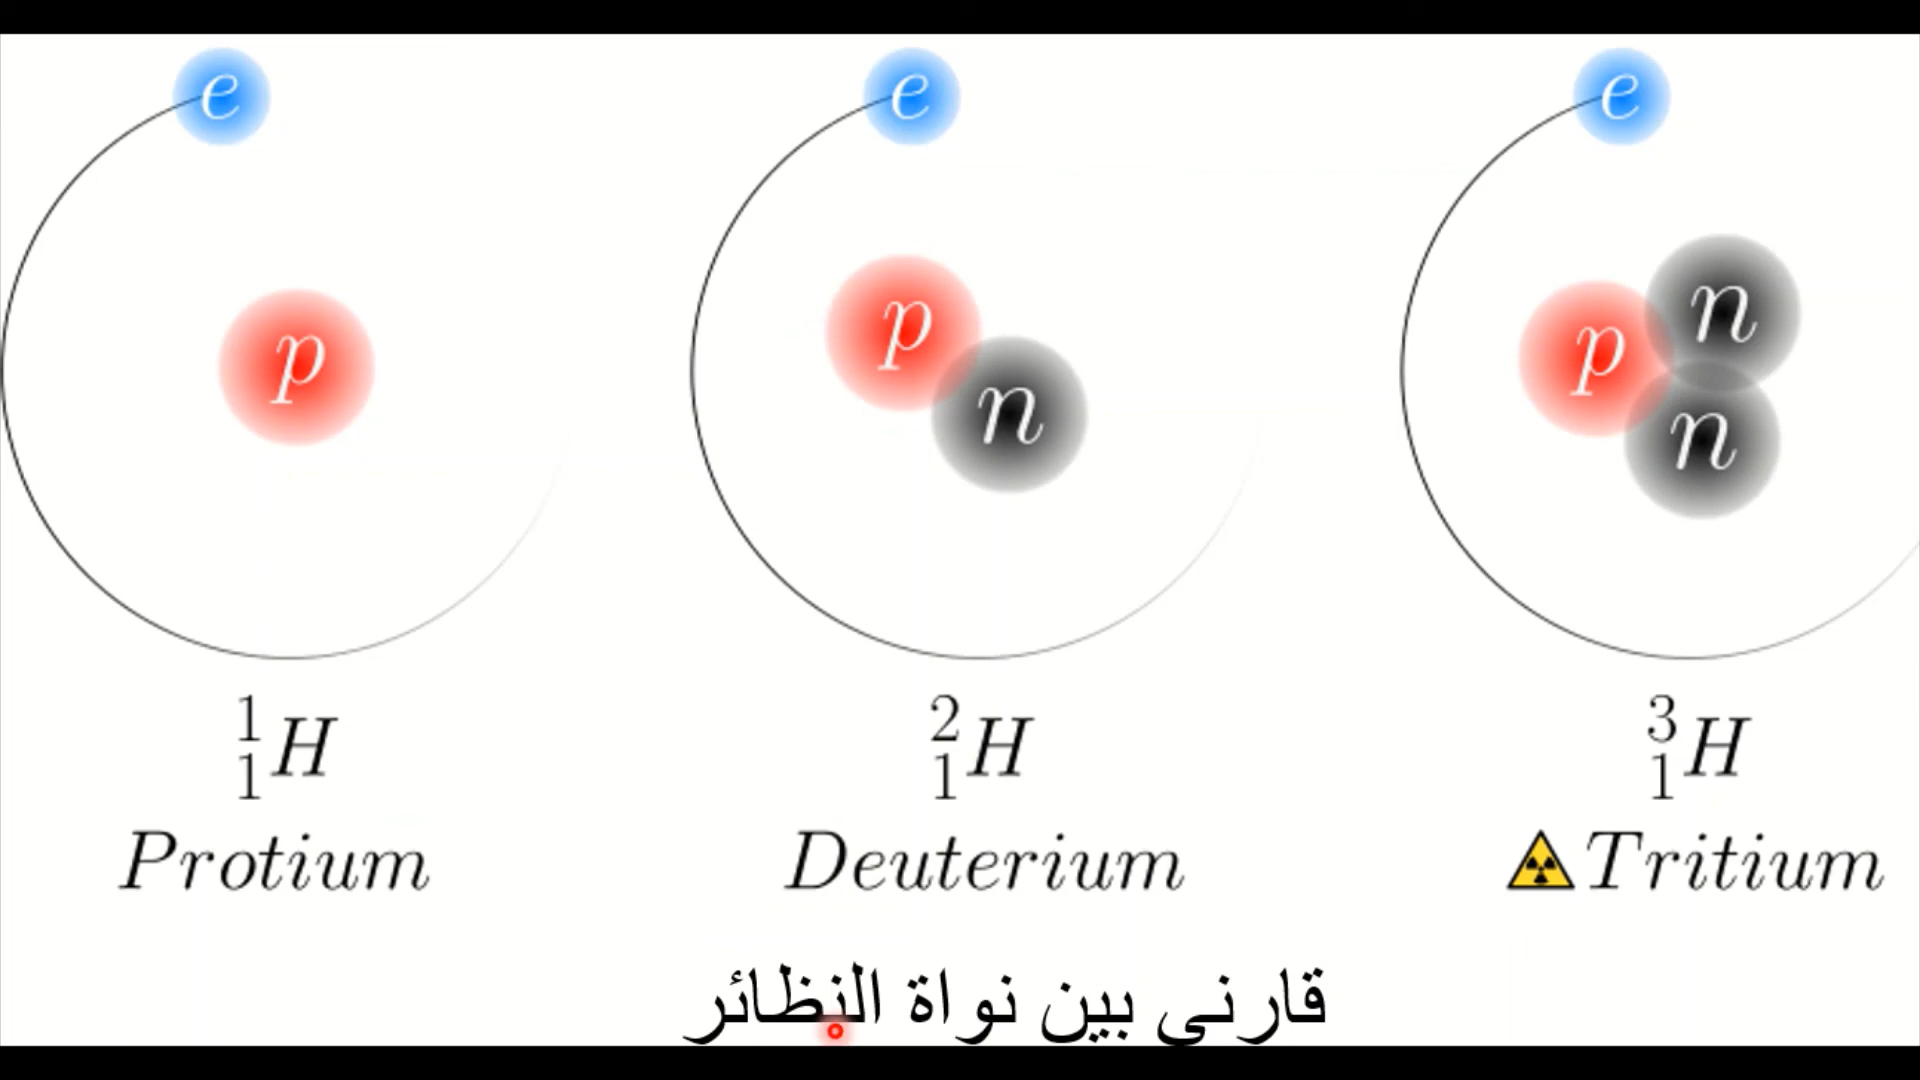 e e e
p p n p n n
¹₁H ²₁H ³₁H
Protium Deuterium Tritium
قارني بين نواة النظائر